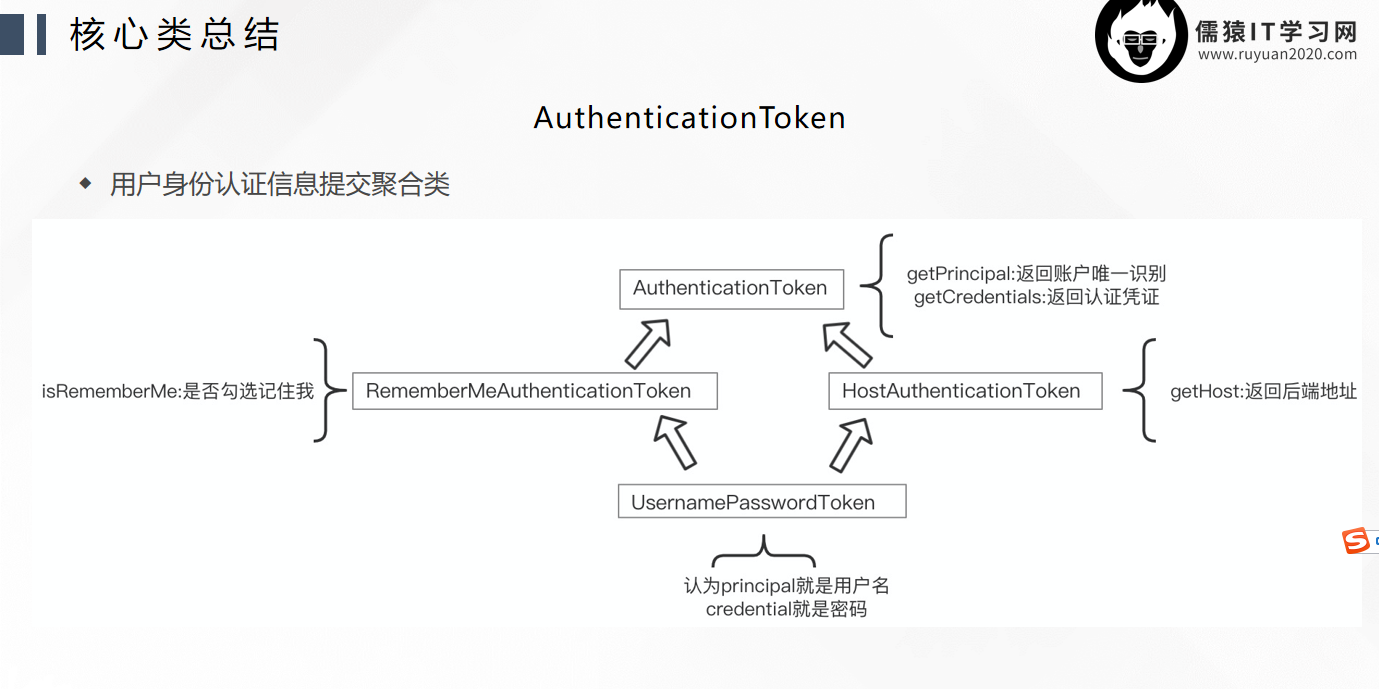 核心类总结
儒猿IT学习网
www.ruyuan2020.com
AuthenticationToken
用户身份认证信息提交聚合类
AuthenticationToken
getPrincipal:返回账户唯一识别
getCredentials:返回认证凭证
isRememberMe:是否勾选记住我
RememberMeAuthenticationToken
HostAuthenticationToken
getHost:返回后端地址
UsernamePasswordToken
认为principal就是用户名
credential就是密码